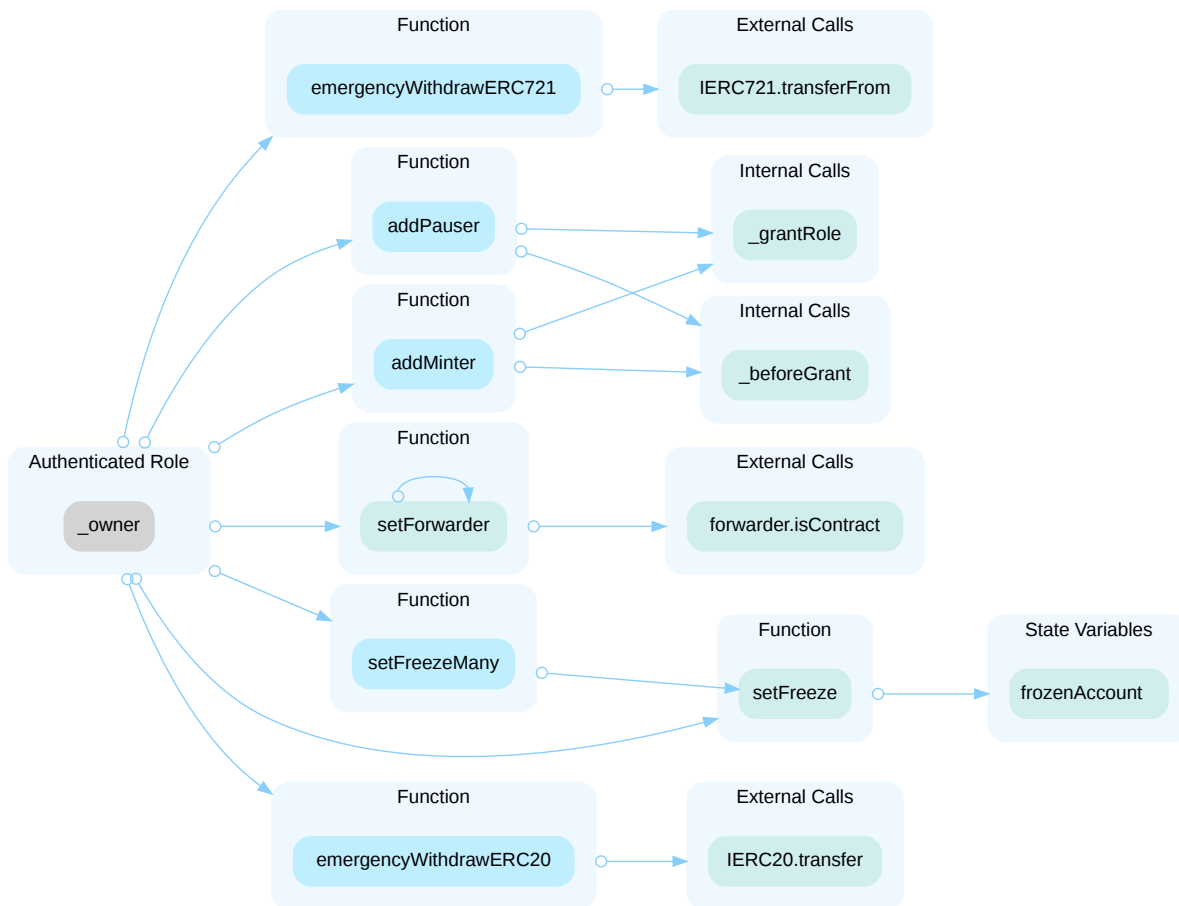 Function
emergencyWithdrawERC721
External Calls
IERC721.transferFrom
Function
addPauser
Internal Calls
_grantRole
Function
addMinter
Internal Calls
_beforeGrant
Authenticated Role
_owner
Function
setForwarder
External Calls
forwarder.isContract
Function
setFreezeMany
Function
setFreeze
State Variables
frozenAccount
Function
emergencyWithdrawERC20
External Calls
IERC20.transfer